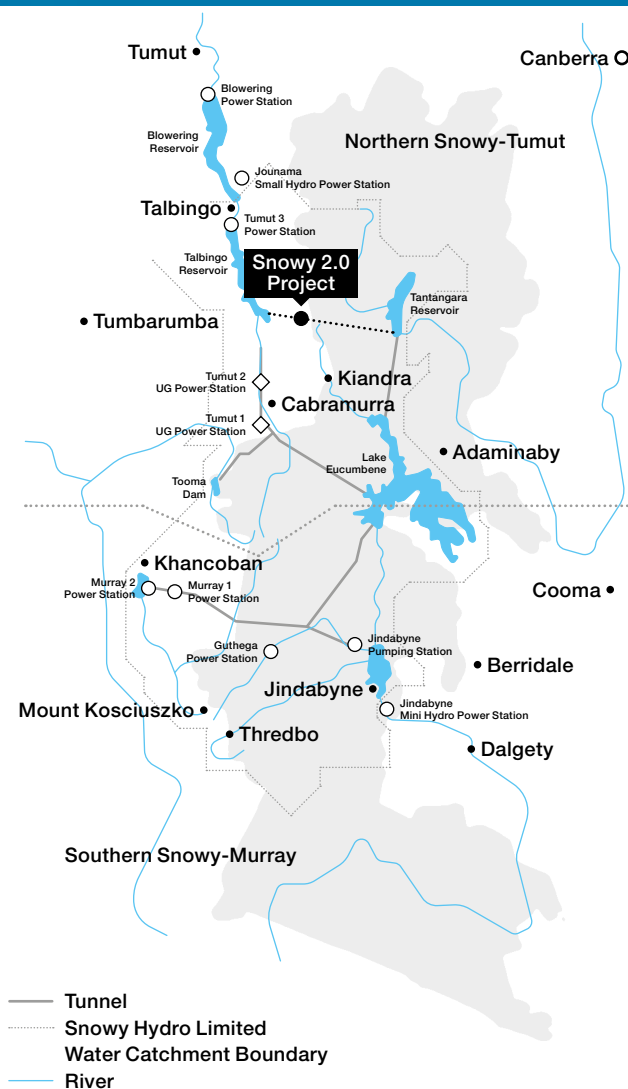 Tumut
Canberra
Blowering
Power Station
Blowering
Reservoir
Northern Snowy-Tumut
Jounama
Small Hydro Power Station
Talbingo
Tumut 3
Power Station
Talbingo
Reservoir
Snowy 2.0
Project
Tantangara
Reservoir
Tumbarumba
Tumut 2
UG Power Station
Kiandra
Cabramurra
Tumut 1
UG Power Station
Lake
Eucumbene
Adaminaby
Tooma
Dam
Khancoban
Murray 2
Power Station
Murray 1
Power Station
Cooma
Guthega
Power Station
Jindabyne
Pumping Station
Berridale
Jindabyne
Mount Kosciuszko
Jindabyne
Mini Hydro Power Station
Thredbo
Dalgety
Southern Snowy-Murray
Tunnel
Snowy Hydro Limited
Water Catchment Boundary
River